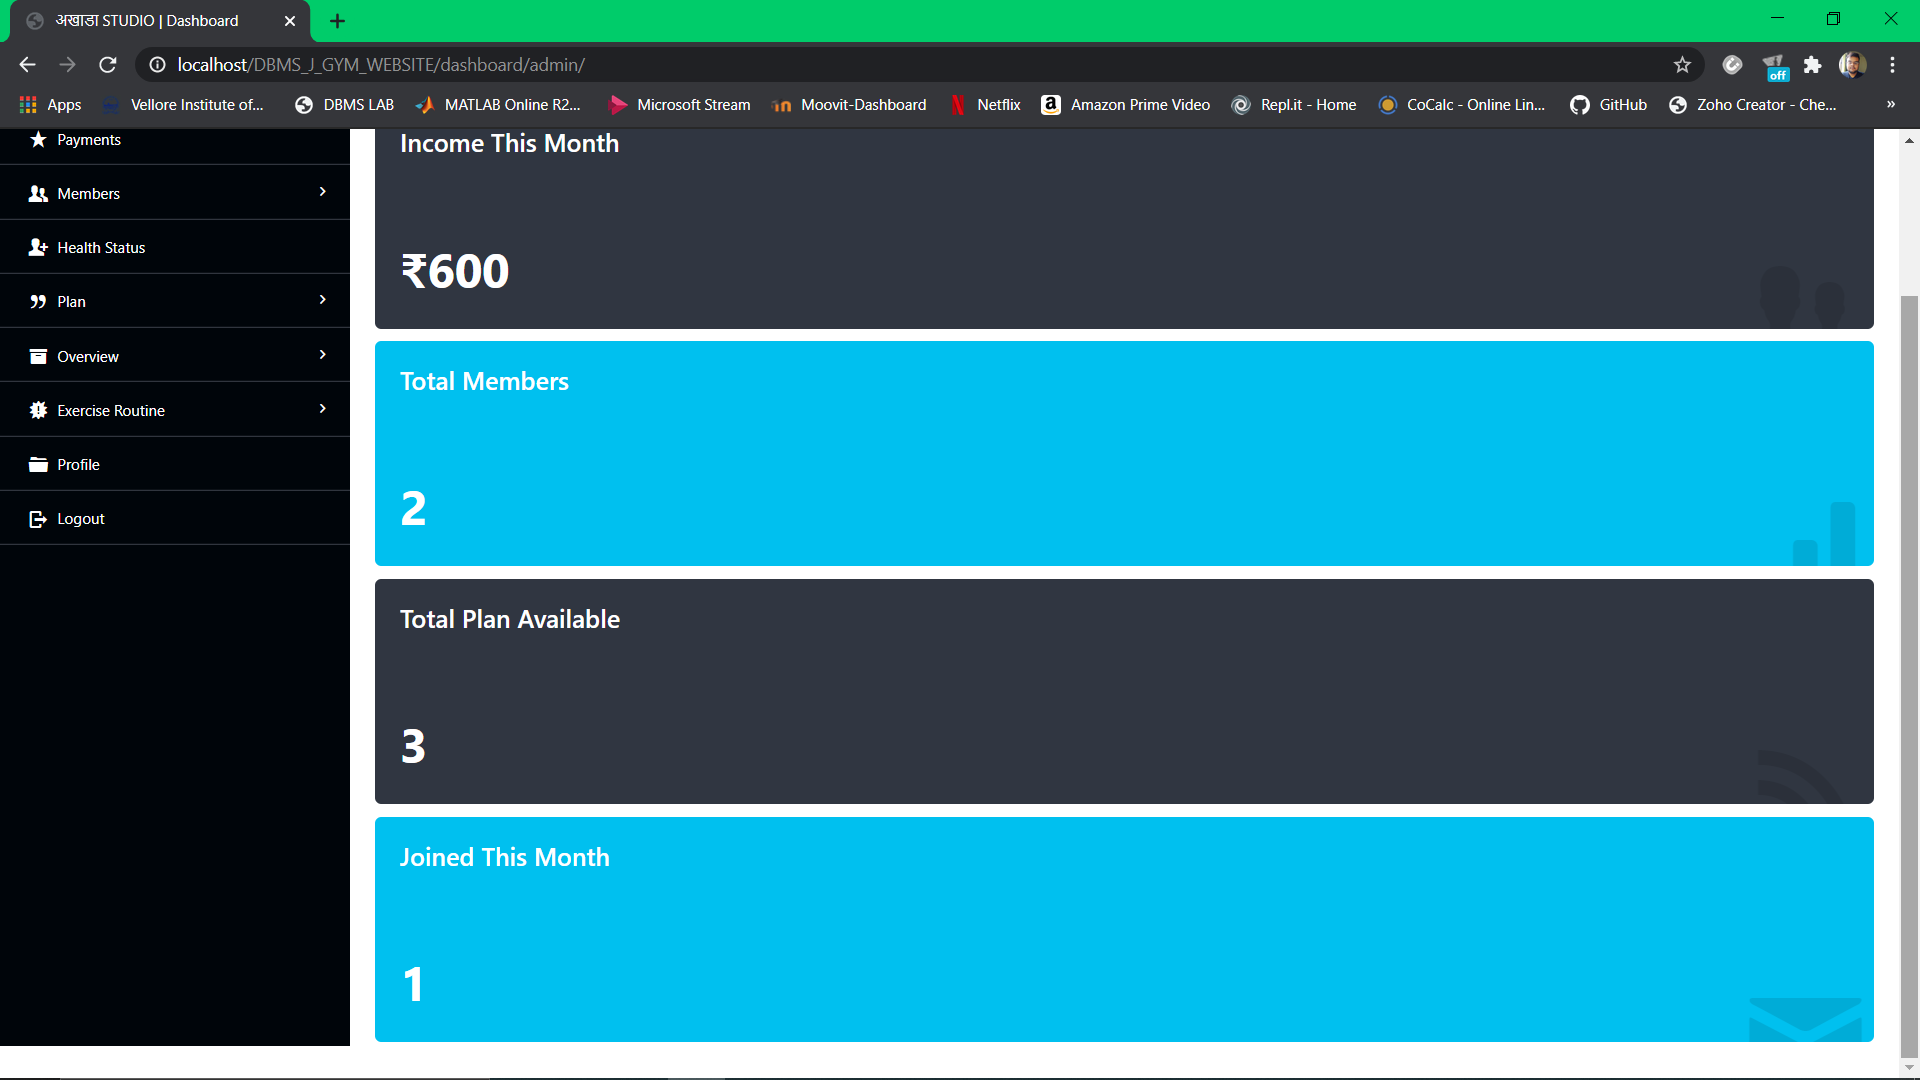 अखाडा STUDIO | Dashboard
localhost/DBMS_J_GYM_WEBSITE/dashboard/admin/
off
Apps
Vellore Institute of...
DBMS LAB
MATLAB Online R2...
Microsoft Stream
Moovit-Dashboard
Netflix
Amazon Prime Video
Repl.it - Home
CoCalc - Online Lin...
GitHub
Zoho Creator - Che...
»
Payments
Members
Health Status
Plan
Overview
Exercise Routine
Profile
Logout
Income This Month
₹600
Total Members
2
Total Plan Available
3
Joined This Month
1